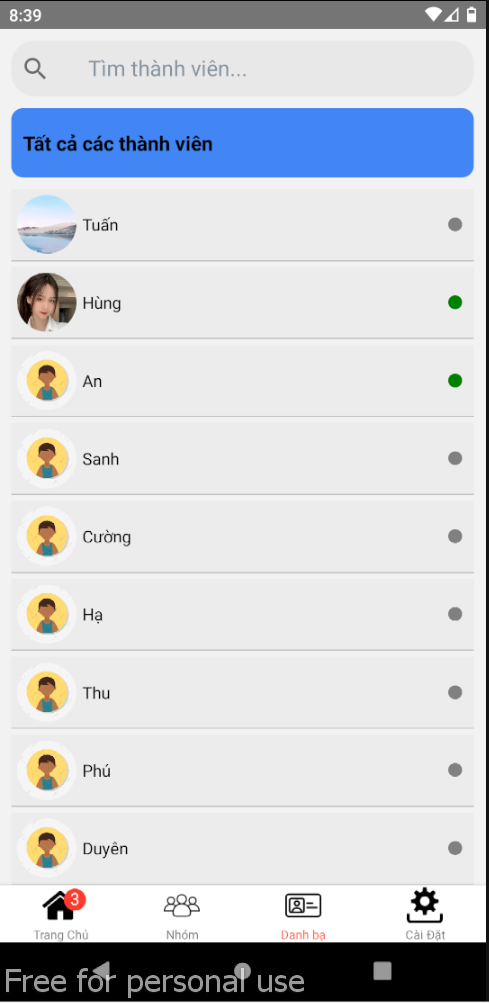 8:39
Tìm thành viên...
Tất cả các thành viên
Tuấn
Hùng
An
Sanh
Cường
Hạ
Thu
Phú
Duyên
3
Trang Chủ Nhóm Danh bạ Cài Đặt
Free for personal use